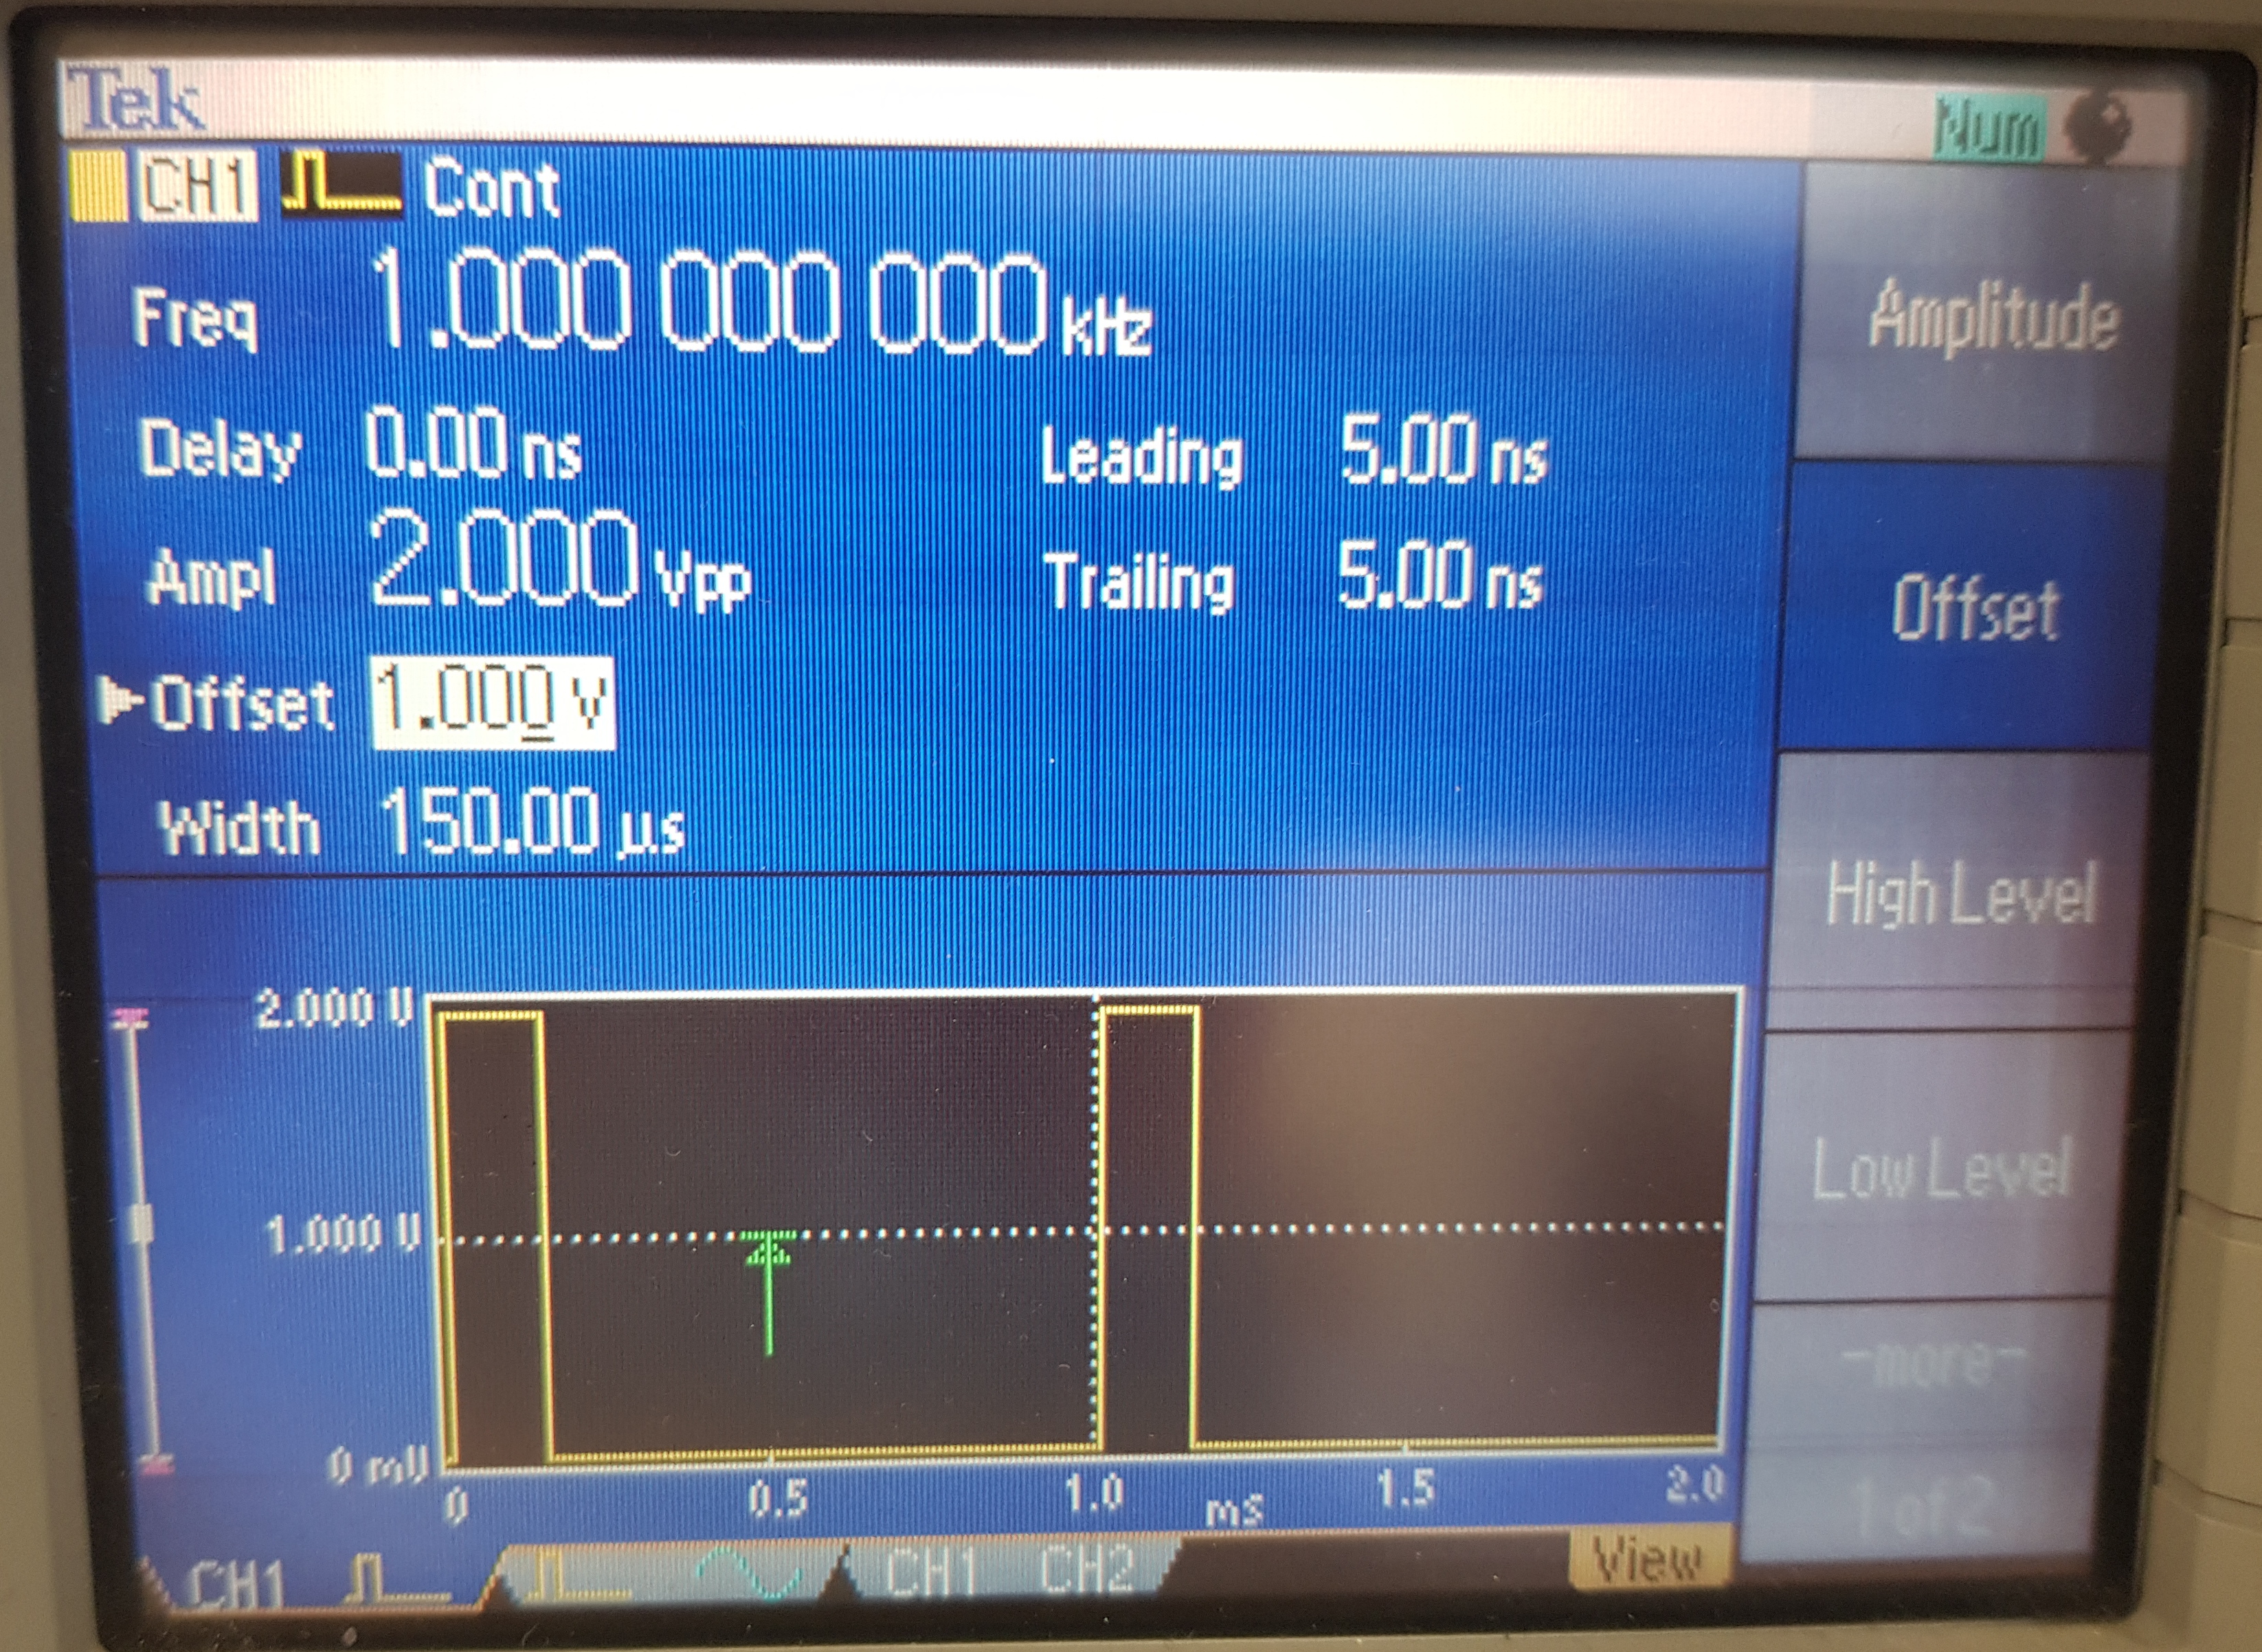 Tek
Num
CH1 Cont
Freq 1.000 000 000 kHz
Delay 0.00 ns
Leading 5.00 ns
Ampl 2.000 Vpp
Trailing 5.00 ns
Offset 1.000 V
Width 150.00 µs
2.000 V
1.000 V
0 mV
0 0.5 1.0 ms 1.5 2.0
CH1
CH1 CH2
View
Amplitude
Offset
High Level
Low Level
-more-
1 of 2